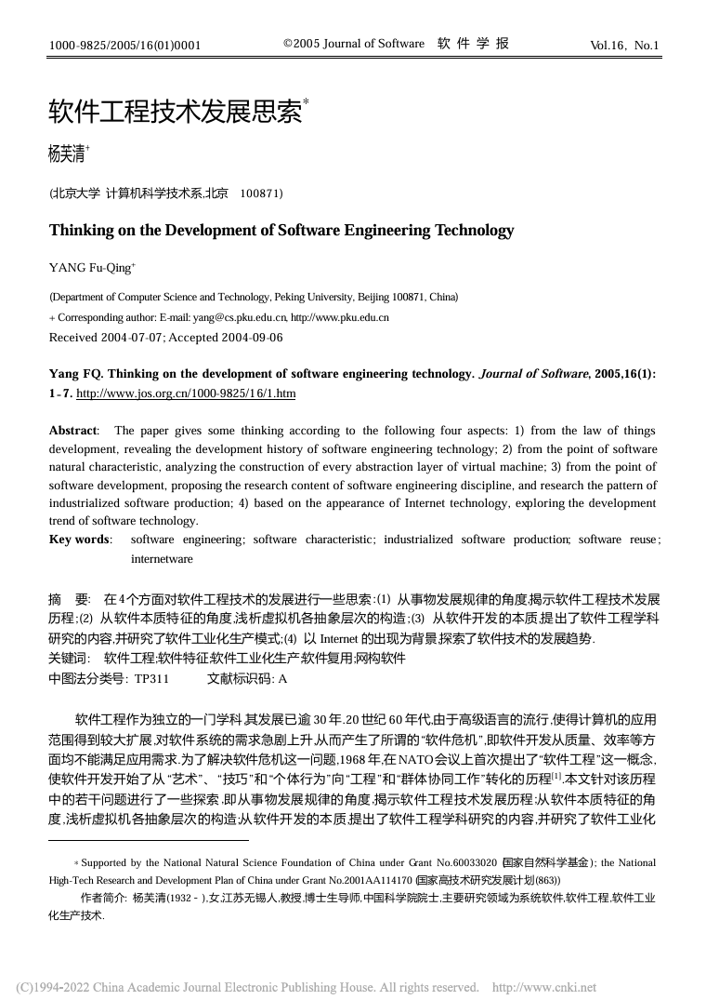 1000-9825/2005/16(01)0001 ©2005 Journal of Software 软 件 学 报 Vol.16, No.1
软件工程技术发展思索*
杨芙清+
(北京大学 计算机科学技术系,北京 100871)
Thinking on the Development of Software Engineering Technology
YANG Fu-Qing+
(Department of Computer Science and Technology, Peking University, Beijing 100871, China)
+ Corresponding author: E-mail: yang@cs.pku.edu.cn, http://www.pku.edu.cn
Received 2004-07-07; Accepted 2004-09-06
Yang FQ. Thinking on the development of software engineering technology. Journal of Software, 2005,16(1):
1-7. http://www.jos.org.cn/1000-9825/16/1.htm
Abstract: The paper gives some thinking according to the following four aspects: 1) from the law of things
development, revealing the development history of software engineering technology; 2) from the point of software
natural characteristic, analyzing the construction of every abstraction layer of virtual machine; 3) from the point of
software development, proposing the research content of software engineering discipline, and research the pattern of
industrialized software production; 4) based on the appearance of Internet technology, exploring the development
trend of software technology.
Key words: software engineering; software characteristic; industrialized software production; software reuse;
internetware
摘 要: 在4个方面对软件工程技术的发展进行一些思索:(1) 从事物发展规律的角度,揭示软件工程技术发展
历程;(2) 从软件本质特征的角度,浅析虚拟机各抽象层次的构造;(3) 从软件开发的本质,提出了软件工程学科
研究的内容,并研究了软件工业化生产模式;(4) 以 Internet 的出现为背景,探索了软件技术的发展趋势.
关键词: 软件工程;软件特征;软件工业化生产;软件复用;网构软件
中图法分类号: TP311 文献标识码: A
软件工程作为独立的一门学科,其发展已逾 30 年.20 世纪 60 年代,由于高级语言的流行,使得计算机的应用
范围得到较大扩展,对软件系统的需求急剧上升,从而产生了所谓的“软件危机”,即软件开发从质量、效率等方
面均不能满足应用需求.为了解决软件危机这一问题,1968 年,在 NATO 会议上首次提出了“软件工程”这一概念,
使软件开发开始了从“艺术”、“技巧”和“个体行为”向“工程”和“群体协同工作”转化的历程[1].本文针对该历程
中的若干问题进行了一些探索,即从事物发展规律的角度,揭示软件工程技术发展历程;从软件本质特征的角
度,浅析虚拟机各抽象层次的构造;从软件开发的本质,提出了软件工程学科研究的内容,并研究了软件工业化
* Supported by the National Natural Science Foundation of China under Grant No.60033020 (国家自然科学基金); the National
High-Tech Research and Development Plan of China under Grant No.2001AA114170 (国家高技术研究发展计划(863))
作者简介: 杨芙清(1932－),女,江苏无锡人,教授,博士生导师,中国科学院院士,主要研究领域为系统软件,软件工程,软件工业
化生产技术.
(C)1994-2022 China Academic Journal Electronic Publishing House. All rights reserved. http://www.cnki.net